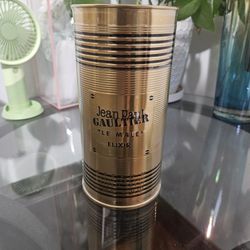 Jean Paul
GAULTIER
"LE MALE"
ELIXIR